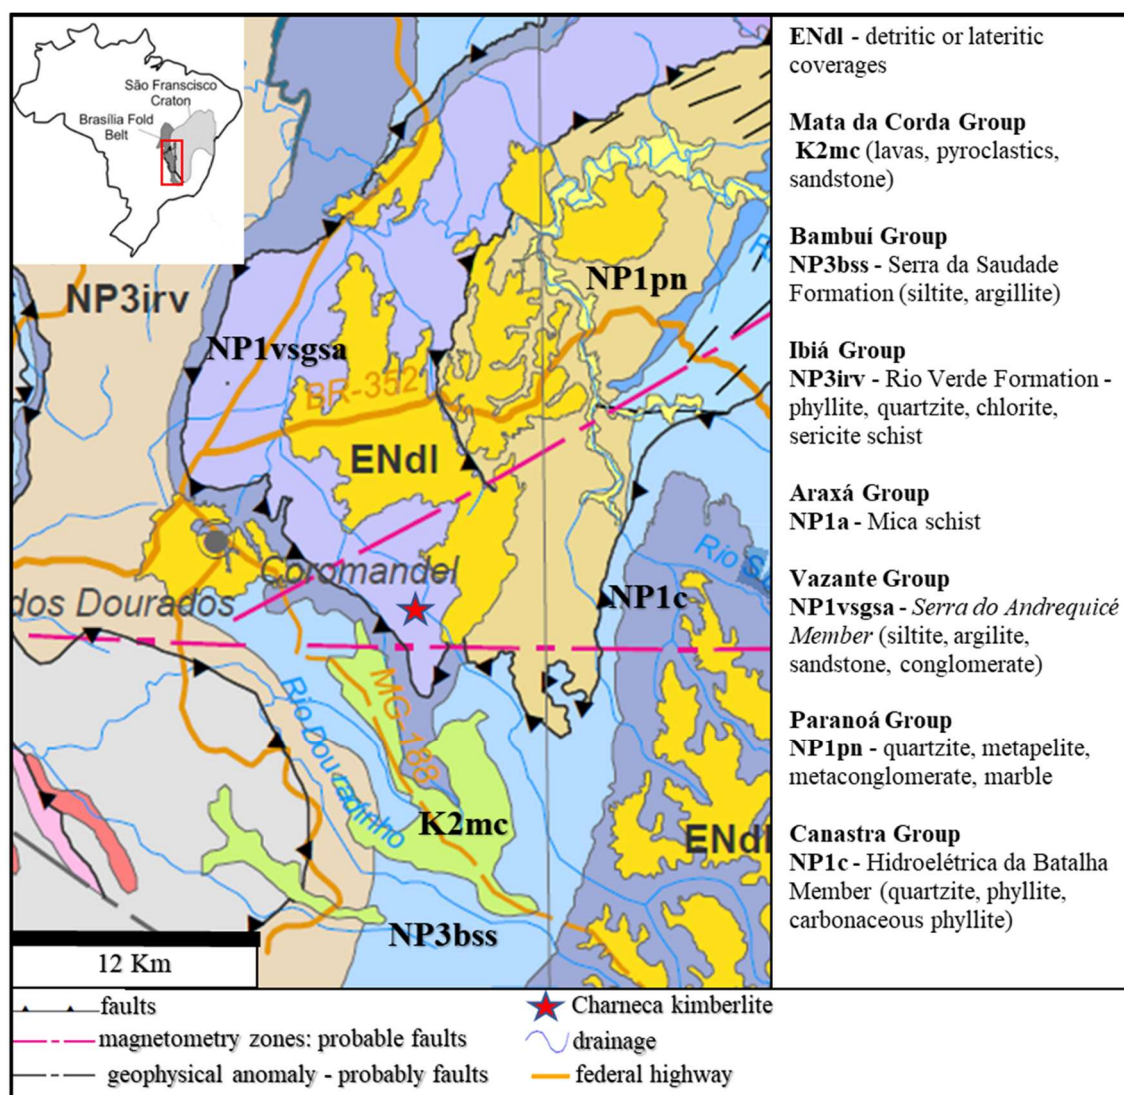 São Franscisco
Craton
Brasília Fold
Belt
NP3irv
NP1vsgsa
NP1pn
BR-352
ENdl
Coromandel
dos Dourados
NP1c
MG-188
Rio Douradinho
K2mc
ENdl
NP3bss
12 Km
ENdl - detritic or lateritic
coverages
Mata da Corda Group
K2mc (lavas, pyroclastics,
sandstone)
Bambuí Group
NP3bss - Serra da Saudade
Formation (siltite, argillite)
Ibiá Group
NP3irv - Rio Verde Formation -
phyllite, quartzite, chlorite,
sericite schist
Araxá Group
NP1a - Mica schist
Vazante Group
NP1vsgsa - Serra do Andrequicé
Member (siltite, argilite,
sandstone, conglomerate)
Paranoá Group
NP1pn - quartzite, metapelite,
metaconglomerate, marble
Canastra Group
NP1c - Hidroelétrica da Batalha
Member (quartzite, phyllite,
carbonaceous phyllite)
faults
magnetometry zones: probable faults
geophysical anomaly - probably faults
Charneca kimberlite
drainage
federal highway